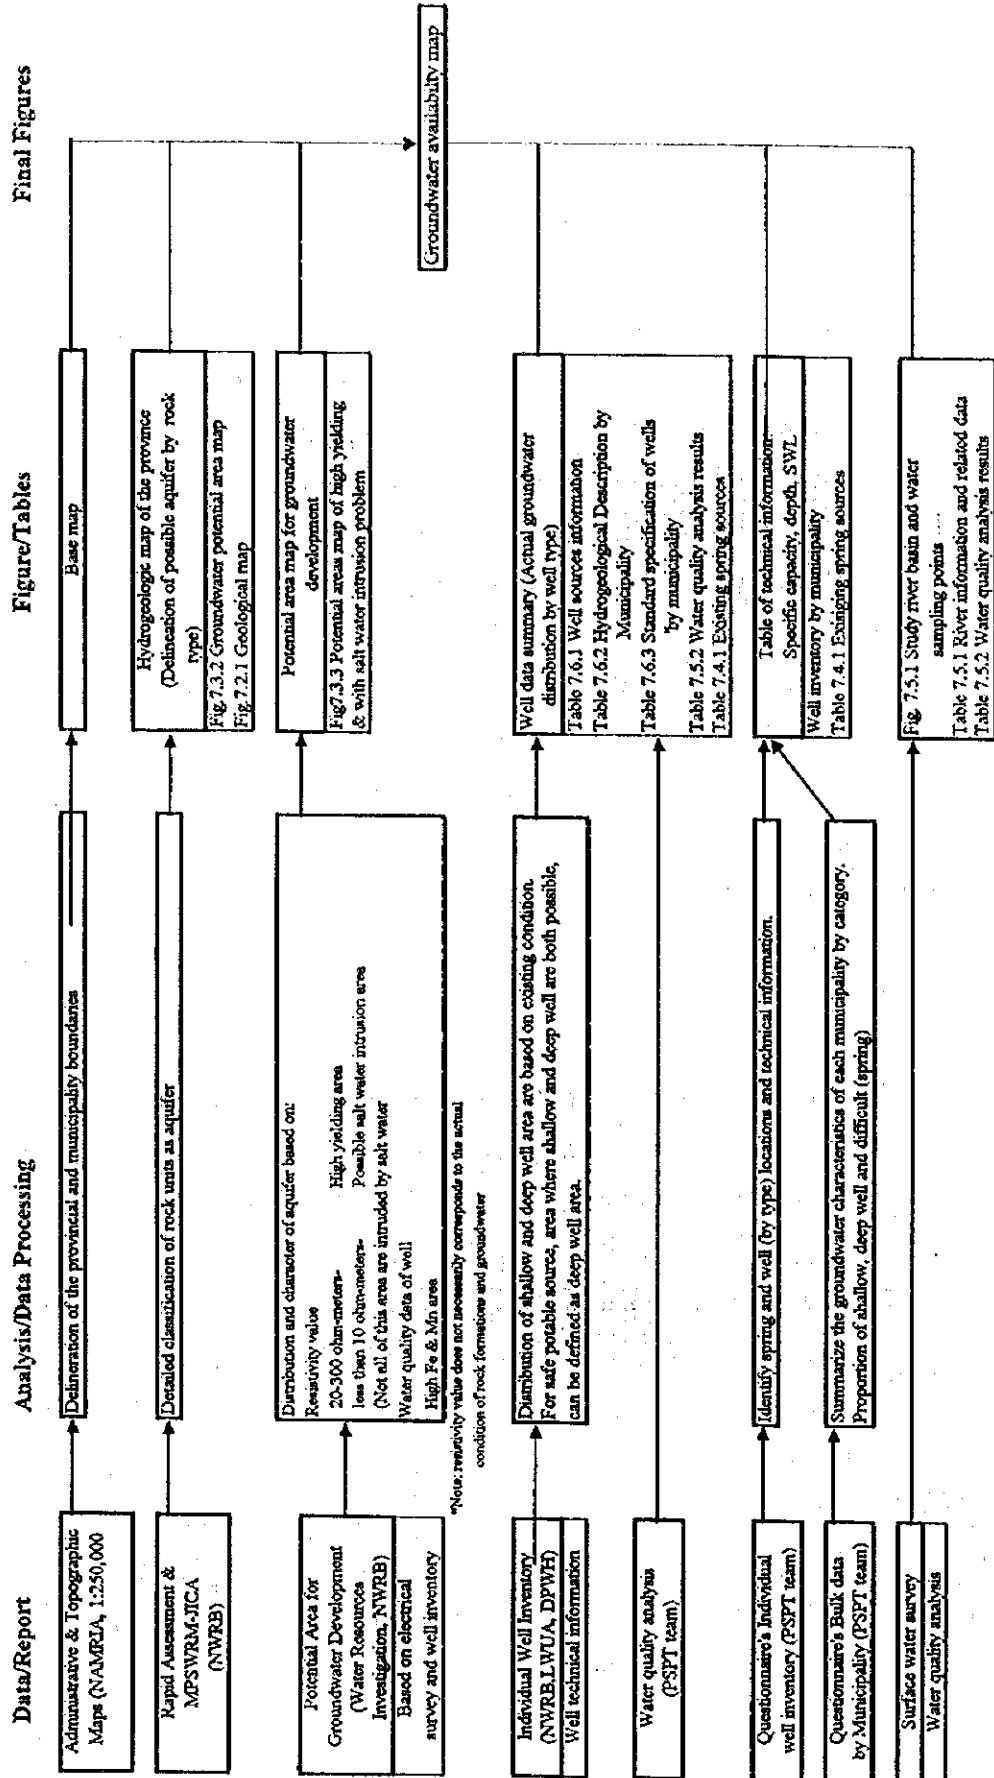 Data/Report
Analysis/Data Processing
Figure/Tables
Final Figures
Administrative & Topographic
Maps (NAMRIA, 1:250,000
Delineration of the provincial and municipality boundaries
Base map
Rapid Assessment &
MPSWRM-JICA
(NWRB)
Detailed classification of rock units as aquifer
Hydrogeologic map of the province
(Delineation of possible aquifer by rock
type)
Fig.7.3.2 Groundwater potential area map
Fig.7.2.1 Geological map
Potential Area for
Groundwater Development
(Water Resources
Investigation, NWRB)
Based on electrical
survey and well inventory
Distribution and character of aquifer based on:
Resistivity value
20-300 ohm-meters- High yielding area
less than 10 ohm-meters- Possible salt water intrusion area
(Not all of this area are intruded by salt water
Water quality data of well
High Fe & Mn area
*Note: resistivity value does not necessarily corresponds to the actual
condition of rock formations and groundwater
Potential area map for groundwater
development
Fig7.3.3 Potential areas map of high yielding
& with salt water intrusion problem
Groundwater availabilty map
Individual Well Inventory
(NWRB,LWUA, DPWH)
Well technical information
Distribution of shallow and deep well area are based on existing condition.
For safe potable source, area where shallow and deep well are both possible,
can be defined as deep well area.
Well data summary (Actual groundwater
distribution by well type)
Table 7.6.1 Well sources information
Table 7.6.2 Hydrogeological Description by
Municipality
Table 7.6.3 Standard specification of wells
by municipality
Table 7.5.2 Water quality analysis results
Table 7.4.1 Existing spring sources
Water quality analysis
(PSPT team)
Questionnaire's Individual
well inventory (PSPT team)
Identify spring and well (by type) locations and technical information.
Table of technical information:
Specific capacity, depth, SWL
Well inventory by municipality
Table 7.4.1 Exisiging spring sources
Questionnaire's Bulk data
by Municipality (PSPT team)
Summarize the groundwater characteristics of each municipality by category.
Proportion of shallow, deep well and difficult (spring)
Surface water survey
Water quality analysis
Fig. 7.5.1 Study river basin and water
sampling points
Table 7.5.1 River information and related data
Table 7.5.2 Water quality analysis results